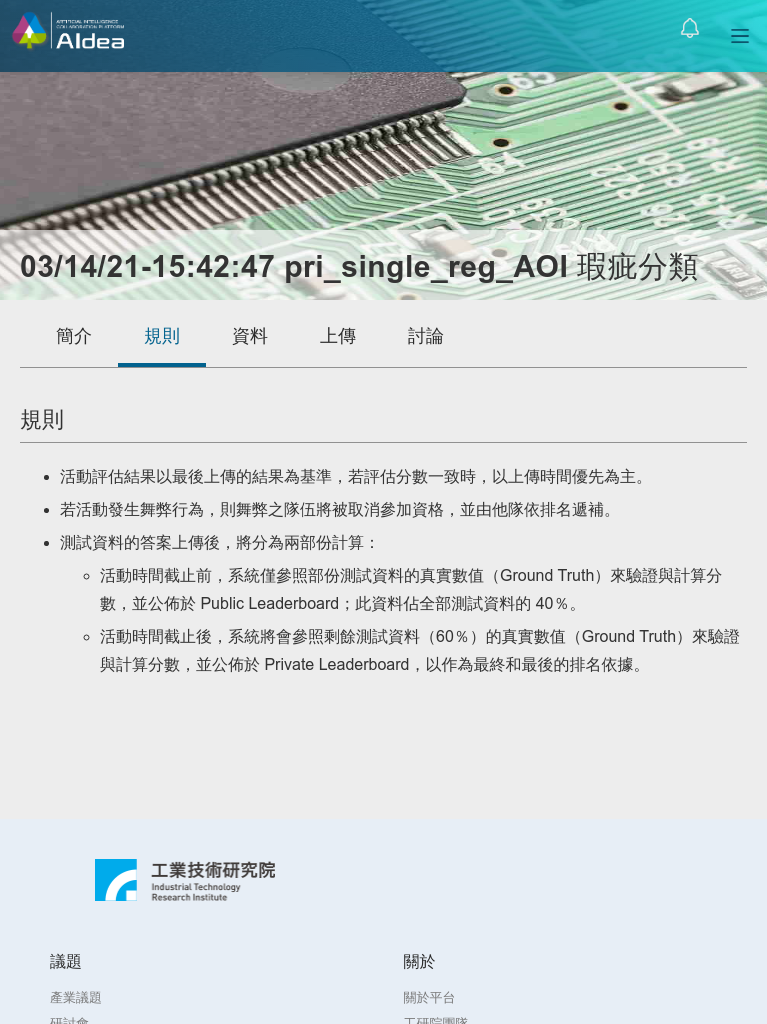 ARTIFICIAL INTELLIGENCE
COLLABORATION PLATFORM
AIdea
03/14/21-15:42:47 pri_single_reg_AOI 瑕疵分類
簡介 規則 資料 上傳 討論
規則
活動評估結果以最後上傳的結果為基準，若評估分數一致時，以上傳時間優先為主。
若活動發生舞弊行為，則舞弊之隊伍將被取消參加資格，並由他隊依排名遞補。
測試資料的答案上傳後，將分為兩部份計算：
活動時間截止前，系統僅參照部份測試資料的真實數值（Ground Truth）來驗證與計算分
數，並公佈於 Public Leaderboard；此資料佔全部測試資料的 40％。
活動時間截止後，系統將會參照剩餘測試資料（60％）的真實數值（Ground Truth）來驗證
與計算分數，並公佈於 Private Leaderboard，以作為最終和最後的排名依據。
工業技術研究院
Industrial Technology
Research Institute
議題
關於
產業議題
關於平台
研討會
工研院團隊